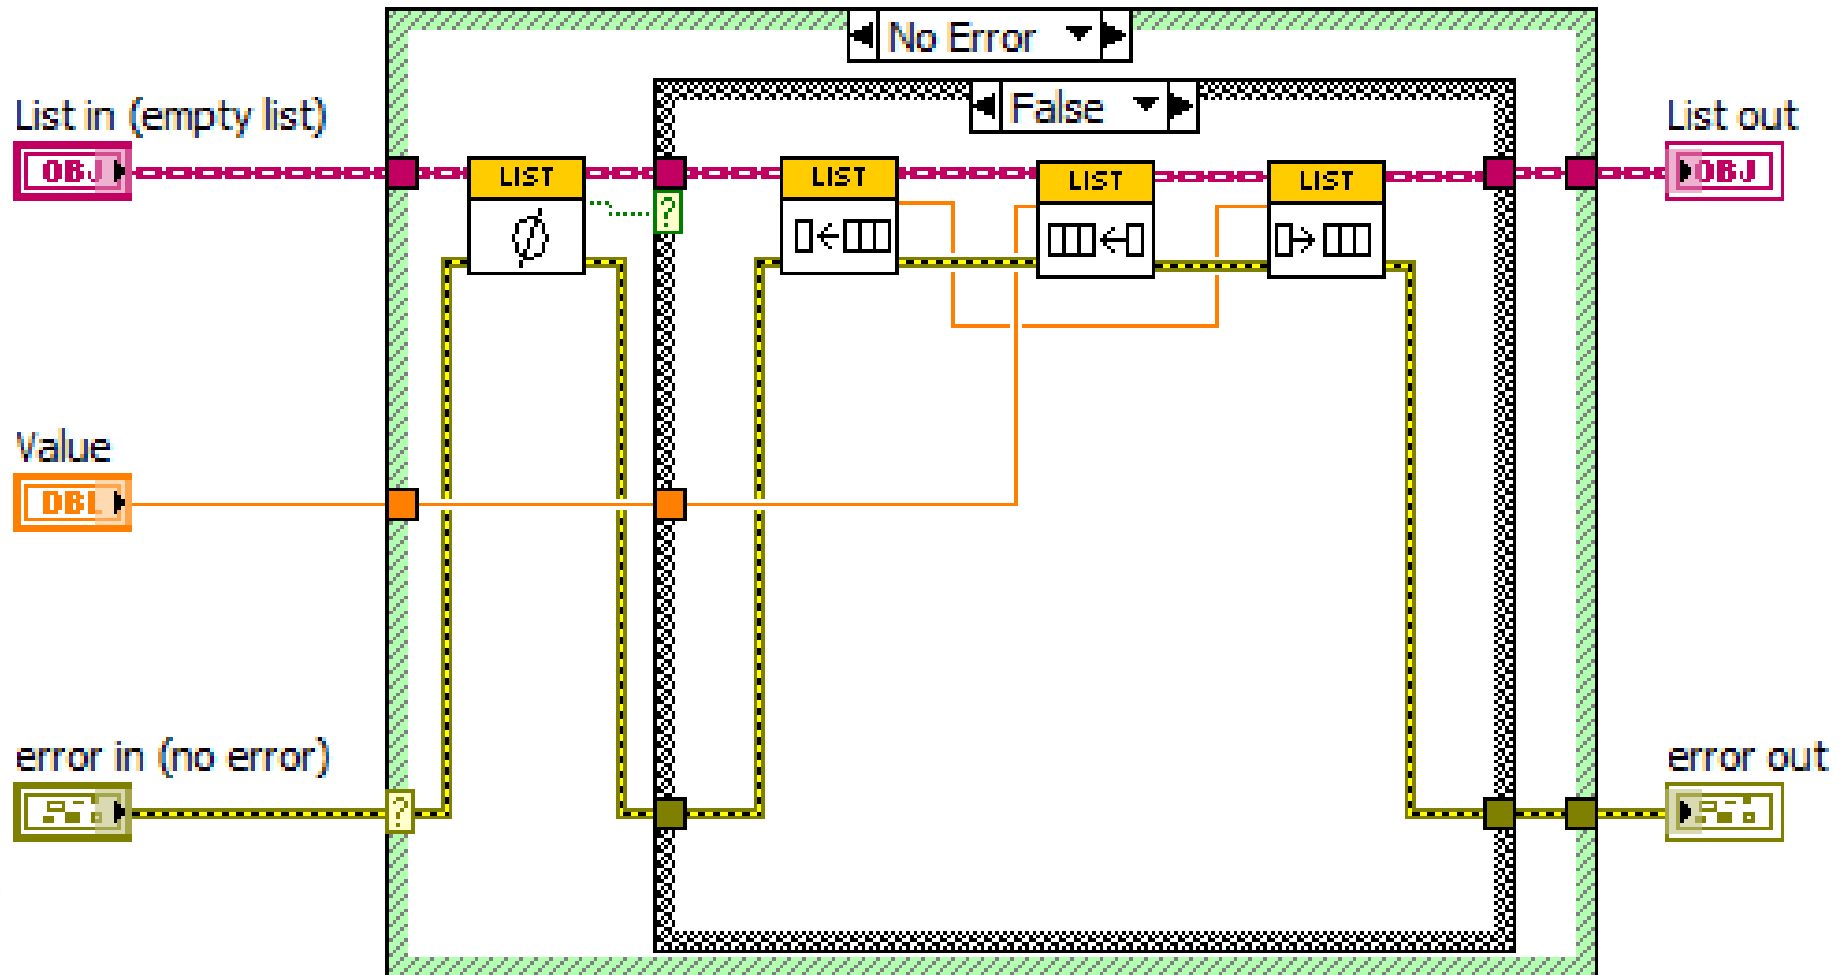 No Error
False
List in (empty list)
OBJ
LIST
?
LIST
LIST
LIST
List out
OBJ
Value
DBL
error in (no error)
?
error out